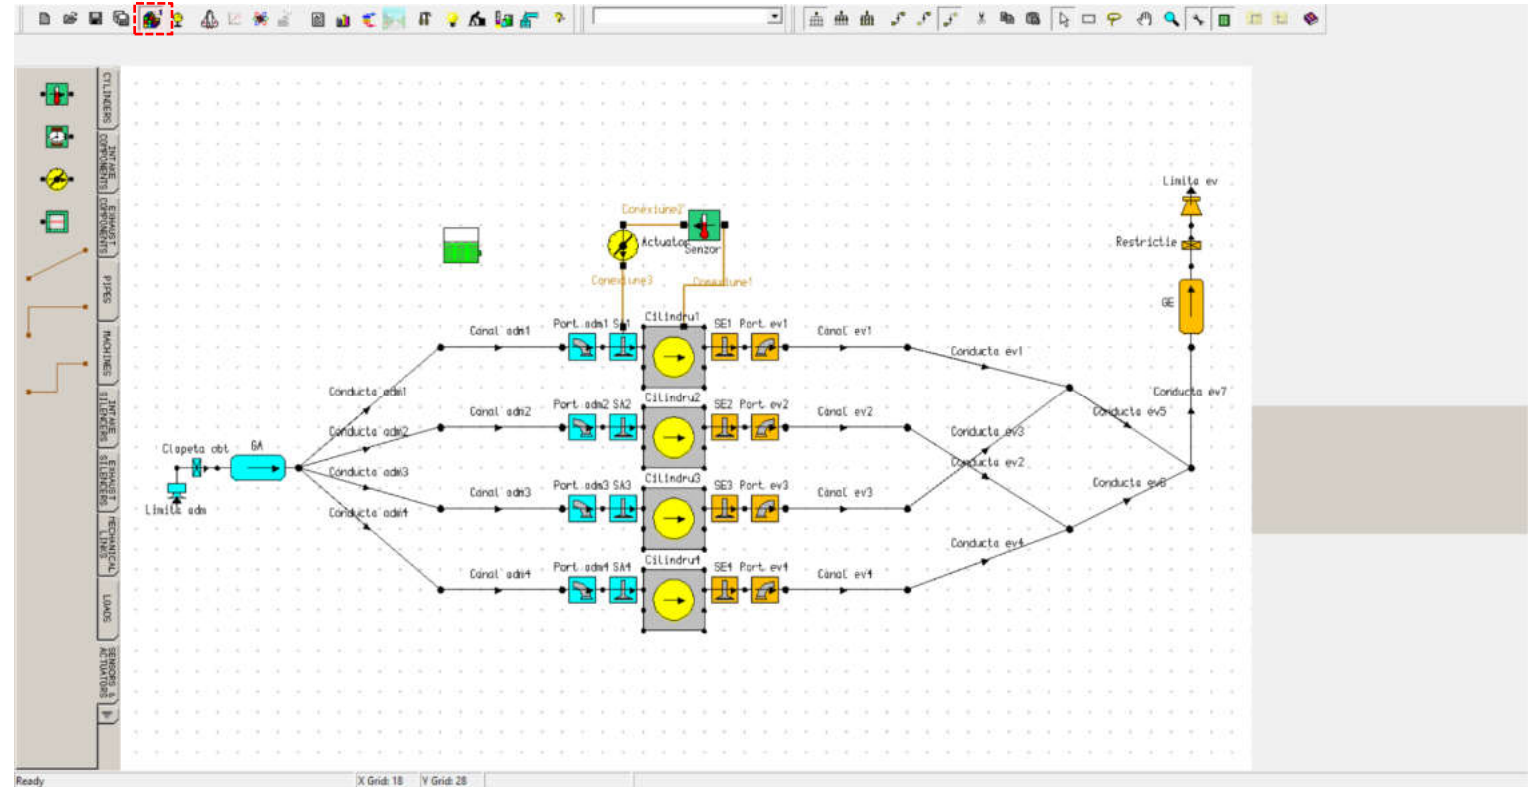 CYLINDERS
INTAKE
COMPONENTS
EXHAUST
COMPONENTS
PIPES
MACHINES
INTAKE
SILENCERS
EXHAUST
SILENCERS
MECHANICAL
LINKS
LOADS
SENSORS &
ACTUATORS
Limita ev
Conexiune2
Actuator
Senzor
Restrictie
Conexiune3
Conexiune1
GE
Canal adm1
Port adm1 SA1
Cilindru1
SE1 Port ev1
Canal ev1
Conducta ev1
Conducta adm1
Conducta ev7
Canal adm2
Port adm2 SA2
Cilindru2
SE2 Port ev2
Canal ev2
Conducta ev5
Conducta adm2
Conducta ev3
Clapeta obt
GA
Conducta ev2
Conducta adm3
Canal adm3
Port adm3 SA3
Cilindru3
SE3 Port ev3
Canal ev3
Conducta ev6
Limita adm
Conducta adm4
Conducta ev4
Canal adm4
Port adm4 SA4
Cilindru4
SE4 Port ev4
Canal ev4
Ready
X Grid: 18
Y Grid: 28